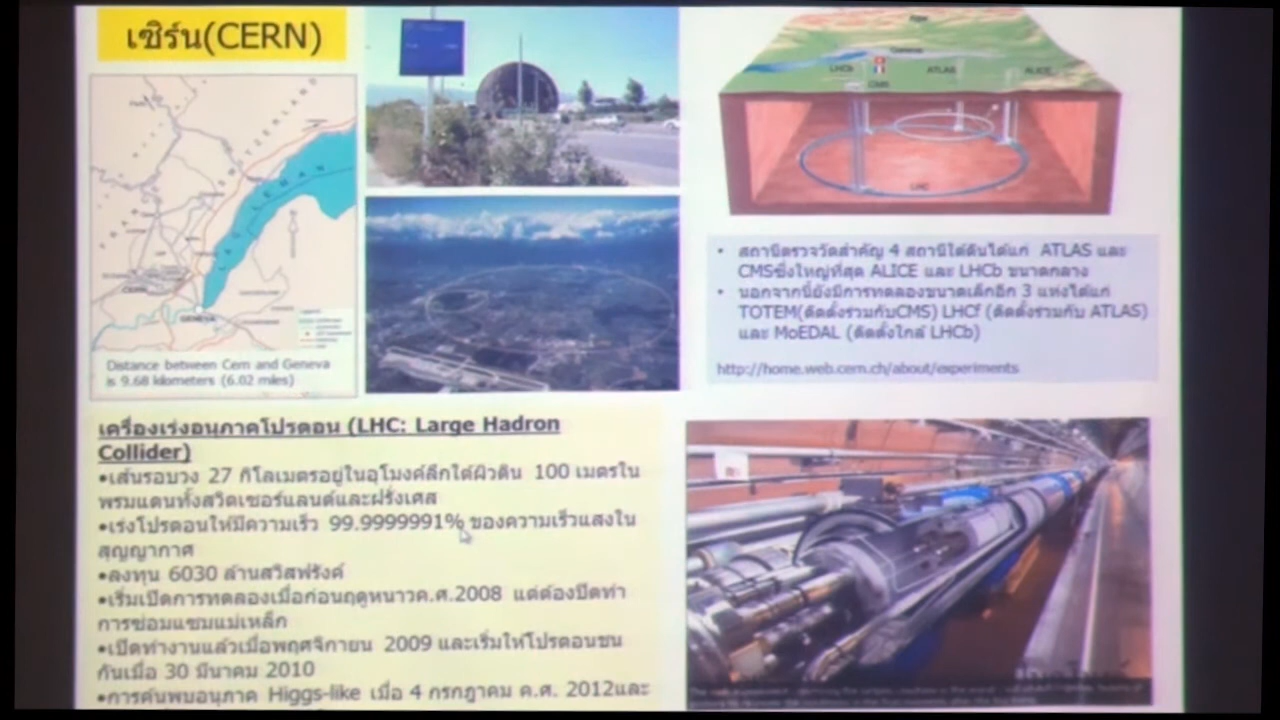 เซิร์น(CERN)
GENEVA
Distance between Cern and Geneva
is 9.68 kilometers (6.02 miles)
Geneva
LHCb
ATLAS
ALICE
CMS
LHC
• สถานีตรวจวัดสำคัญ 4 สถานีใต้ดินได้แก่ ATLAS และ
CMSซึ่งใหญ่ที่สุด ALICE และ LHCb ขนาดกลาง
• นอกจากนี้ยังมีการทดลองขนาดเล็กอีก 3 แห่งได้แก่
TOTEM(ติดตั้งร่วมกับCMS) LHCf (ติดตั้งร่วมกับ ATLAS)
และ MoEDAL (ติดตั้งใกล้ LHCb)
http://home.web.cern.ch/about/experiments
เครื่องเร่งอนุภาคโปรตอน (LHC: Large Hadron
Collider)
•เส้นรอบวง 27 กิโลเมตรอยู่ในอุโมงค์ลึกใต้ผิวดิน 100 เมตรใน
พรมแดนทั้งสวิตเซอร์แลนด์และฝรั่งเศส
•เร่งโปรตอนให้มีความเร็ว 99.9999991% ของความเร็วแสงใน
สุญญากาศ
•ลงทุน 6030 ล้านสวิสฟรังค์
•เริ่มเปิดการทดลองเมื่อก่อนฤดูหนาวค.ศ.2008 แต่ต้องปิดทำ
การซ่อมแซมแม่เหล็ก
•เปิดทำงานแล้วเมื่อพฤศจิกายน 2009 และเริ่มให้โปรตอนชน
กันเมื่อ 30 มีนาคม 2010
•การค้นพบอนุภาค Higgs-like เมื่อ 4 กรกฎาคม ค.ศ. 2012และ